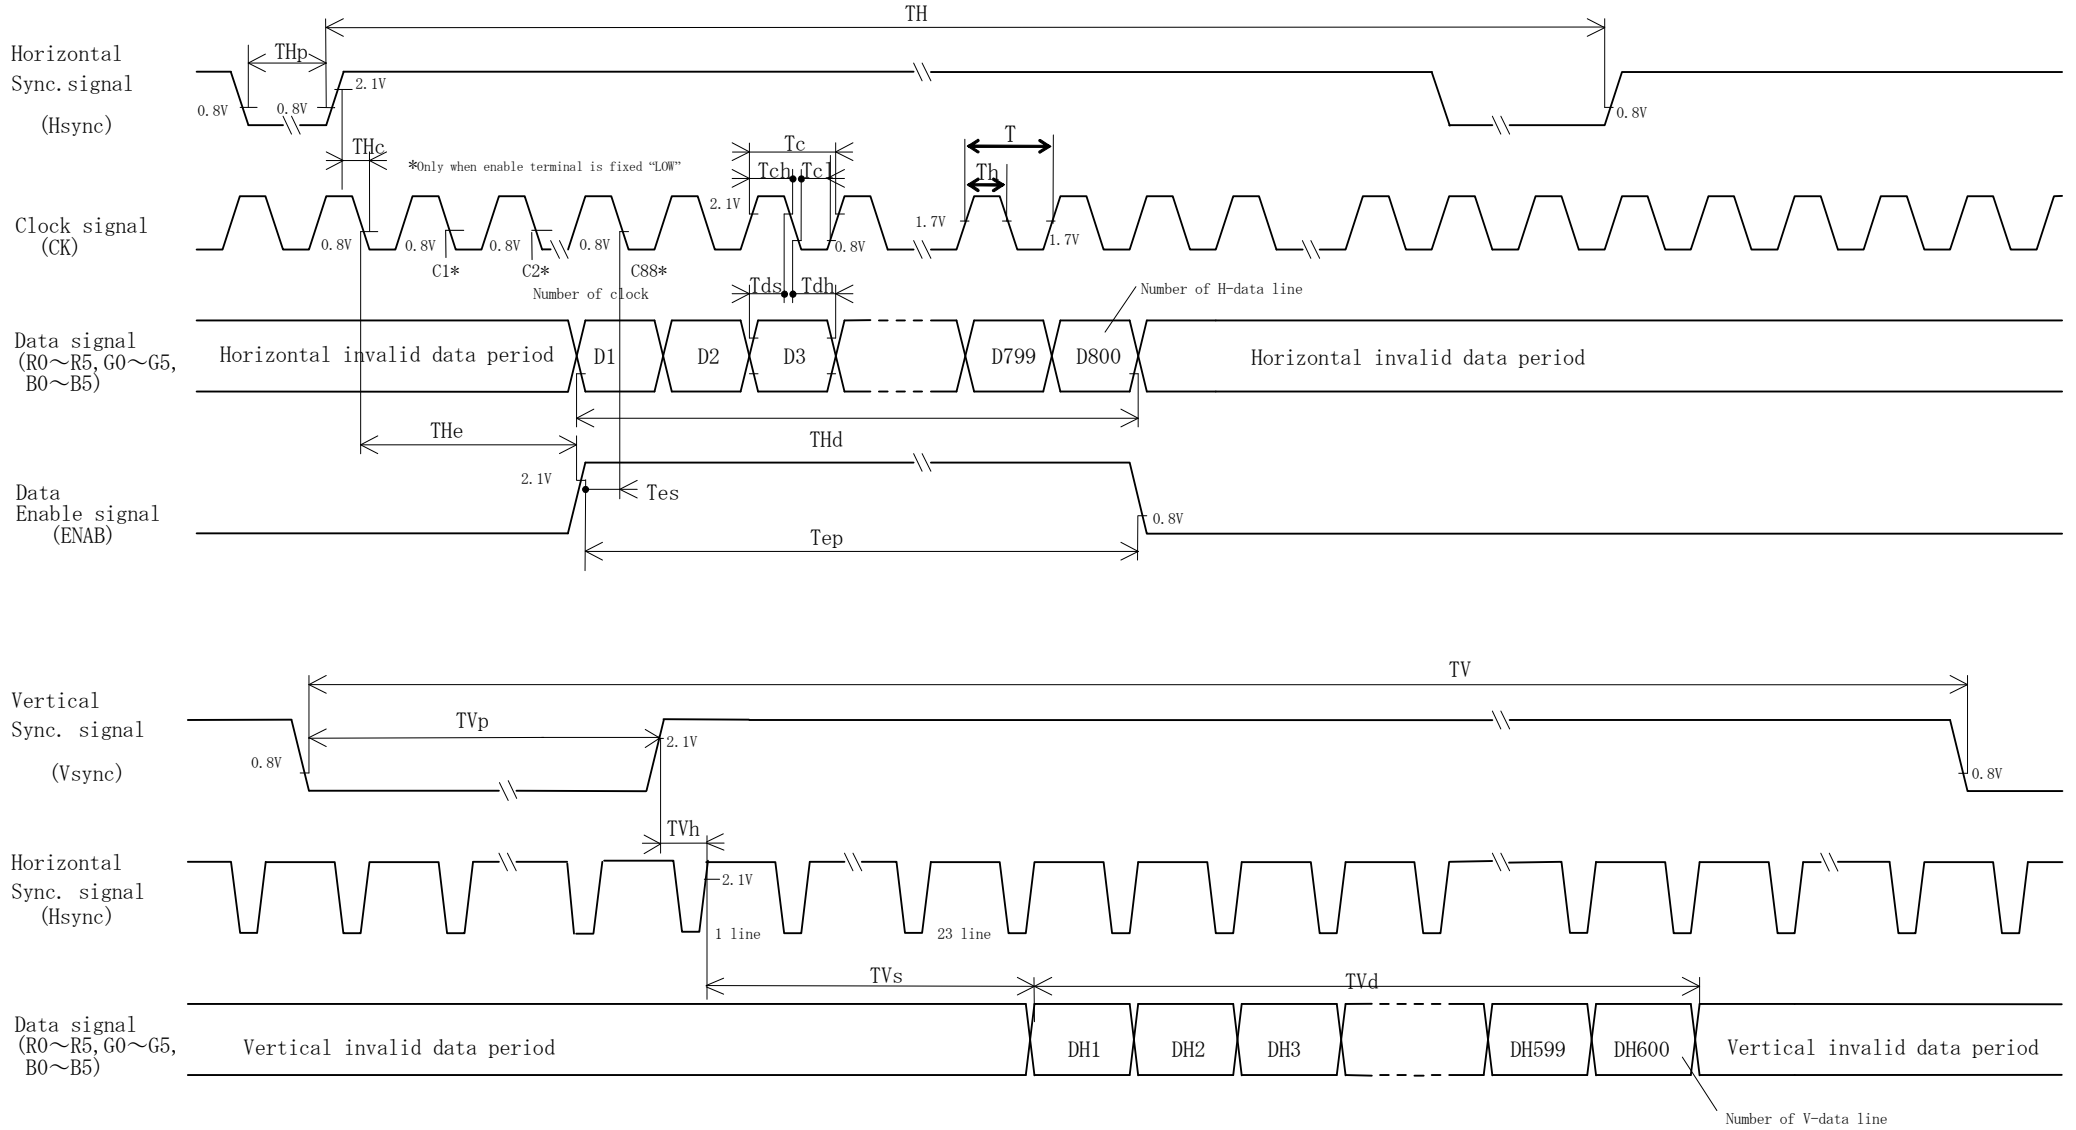 TH
Horizontal
Sync.signal
(Hsync)
THp
2.1V
0.8V
0.8V
0.8V
THc
*Only when enable terminal is fixed “LOW”
Tc
Tch
Tcl
T
Th
Clock signal
(CK)
0.8V
0.8V
0.8V
0.8V
2.1V
0.8V
1.7V
1.7V
C1*
C2*
C88*
Number of clock
Tds
Tdh
Number of H-data line
Data signal
(R0～R5,G0～G5,
B0～B5)
Horizontal invalid data period
D1
D2
D3
D799
D800
Horizontal invalid data period
THe
THd
Data
Enable signal
(ENAB)
2.1V
Tes
0.8V
Tep
TV
Vertical
Sync. signal
(Vsync)
TVp
0.8V
2.1V
0.8V
TVh
Horizontal
Sync. signal
(Hsync)
2.1V
1 line
23 line
TVs
TVd
Data signal
(R0～R5,G0～G5,
B0～B5)
Vertical invalid data period
DH1
DH2
DH3
DH599
DH600
Vertical invalid data period
Number of V-data line